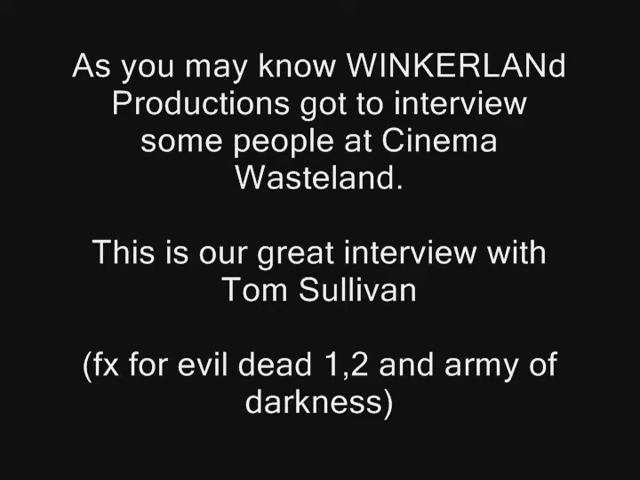 As you may know WINKERLANd
Productions got to interview
some people at Cinema
Wasteland.
This is our great interview with
Tom Sullivan
(fx for evil dead 1,2 and army of
darkness)